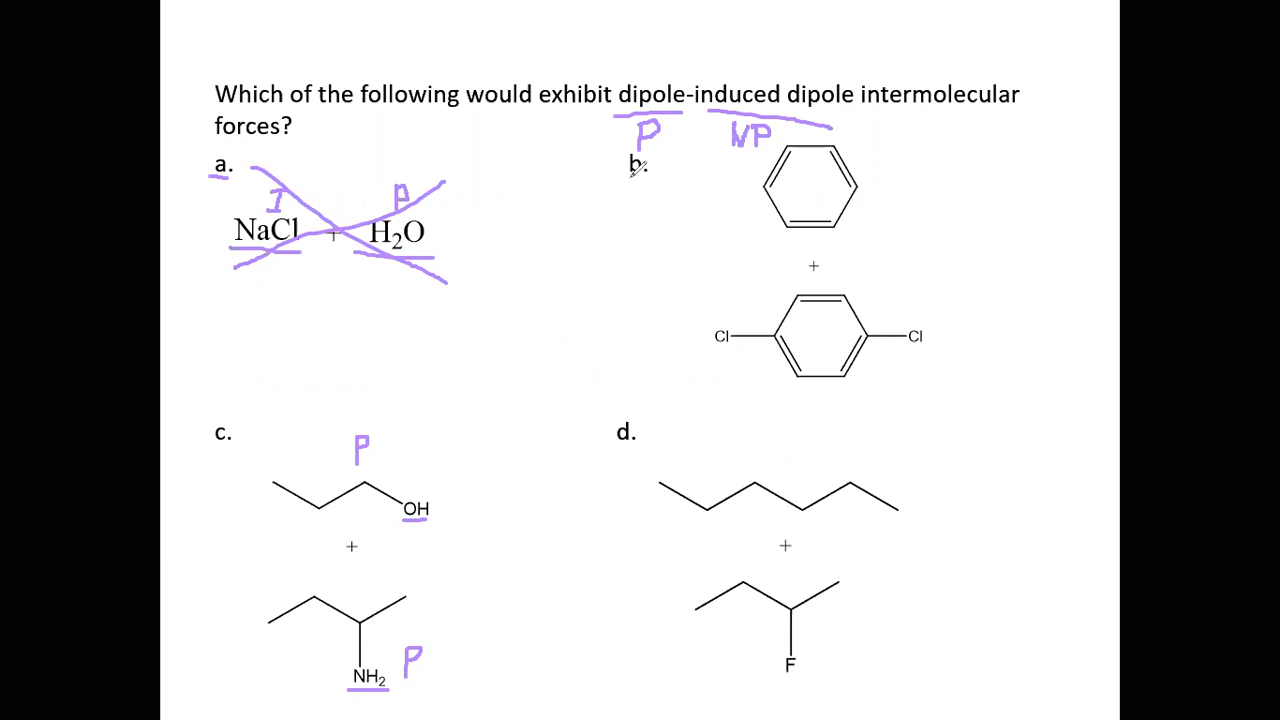 Which of the following would exhibit dipole-induced dipole intermolecular
forces?
P NP
a. b.
I P
NaCl + H₂O
+
Cl Cl
c. d.
P
OH
+ +
NH₂ P
F